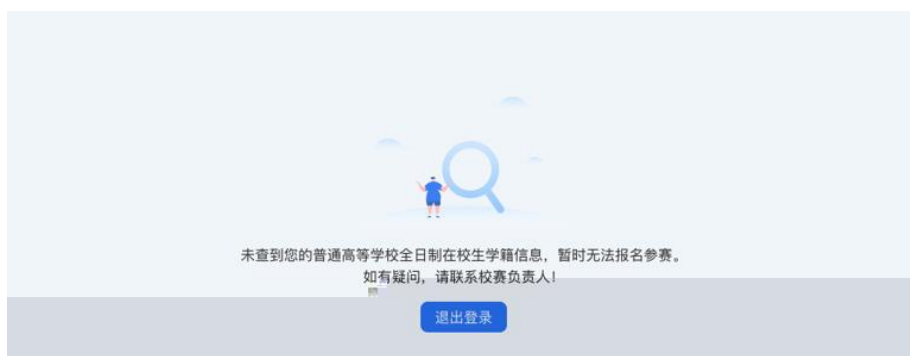 未查到您的普通高等学校全日制在校生学籍信息，暂时无法报名参赛。
如有疑问，请联系校赛负责人！
退出登录